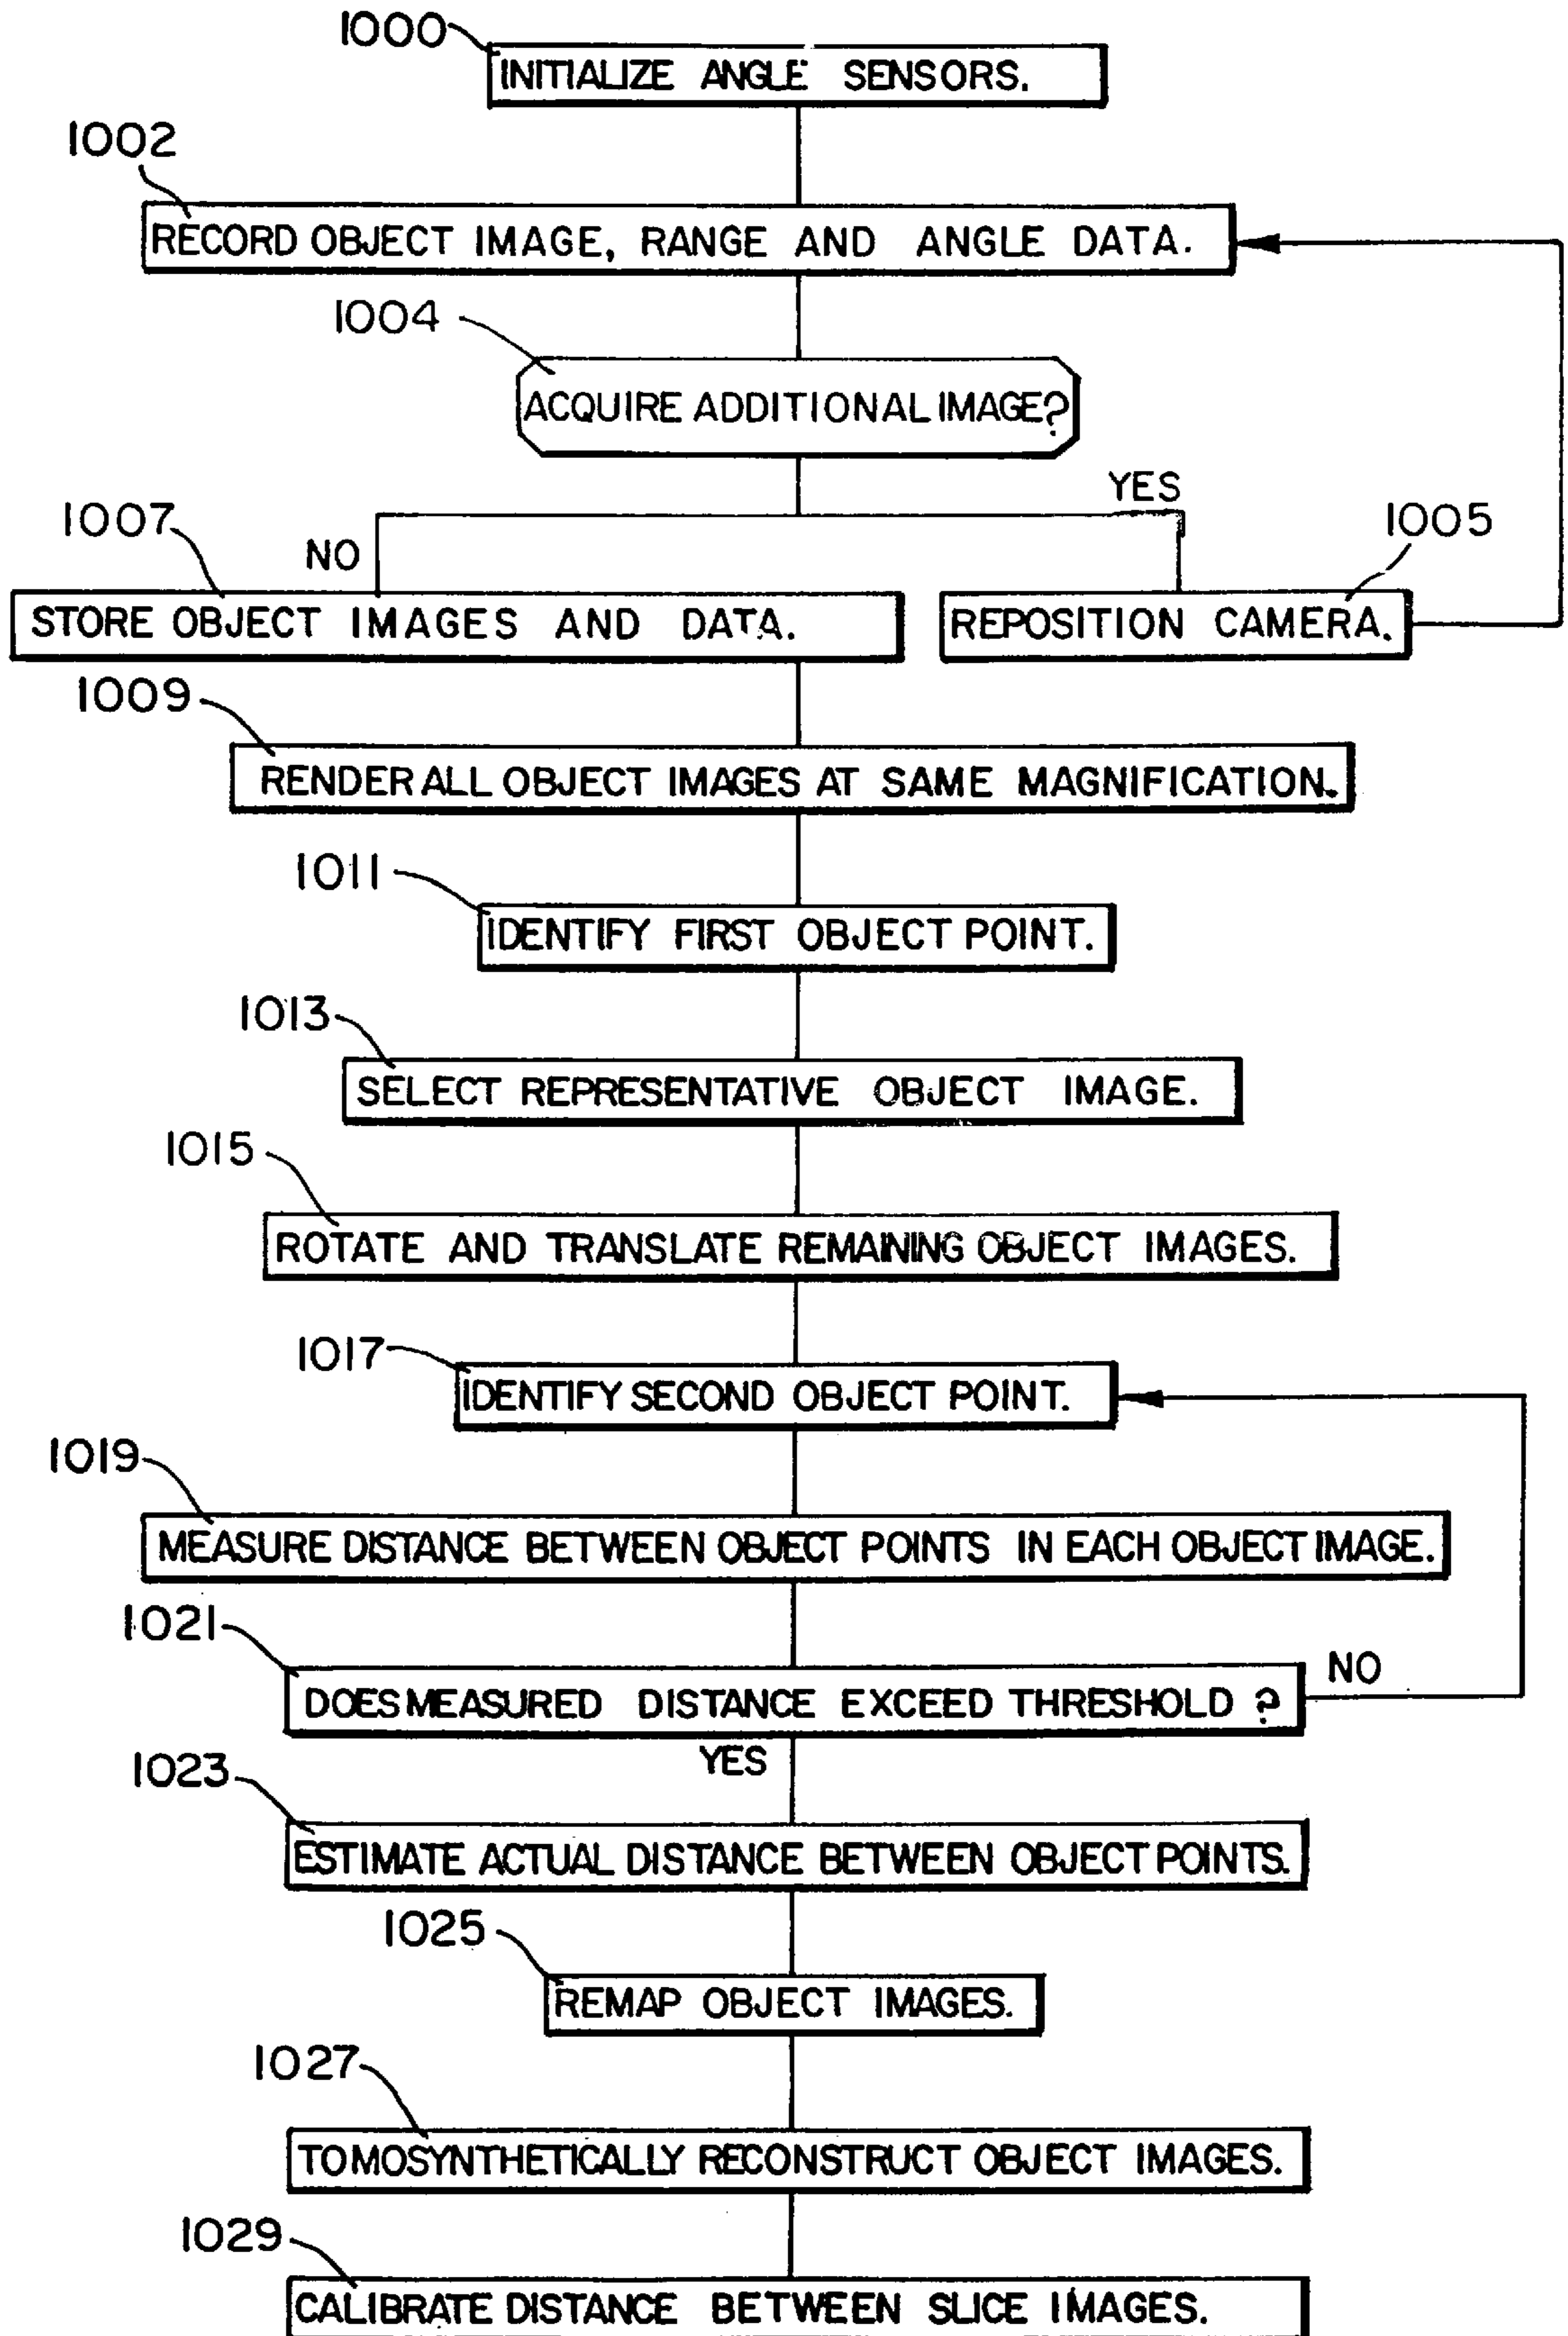 1000
INITIALIZE ANGLE SENSORS.
1002
RECORD OBJECT IMAGE, RANGE AND ANGLE DATA.
1004
ACQUIRE ADDITIONAL IMAGE?
YES
1007
NO
1005
STORE OBJECT IMAGES AND DATA.
REPOSITION CAMERA.
1009
RENDER ALL OBJECT IMAGES AT SAME MAGNIFICATION.
1011
IDENTIFY FIRST OBJECT POINT.
1013
SELECT REPRESENTATIVE OBJECT IMAGE.
1015
ROTATE AND TRANSLATE REMAINING OBJECT IMAGES.
1017
IDENTIFY SECOND OBJECT POINT.
1019
MEASURE DISTANCE BETWEEN OBJECT POINTS IN EACH OBJECT IMAGE.
1021
DOES MEASURED DISTANCE EXCEED THRESHOLD ?
NO
YES
1023
ESTIMATE ACTUAL DISTANCE BETWEEN OBJECT POINTS.
1025
REMAP OBJECT IMAGES.
1027
TOMOSYNTHETICALLY RECONSTRUCT OBJECT IMAGES.
1029
CALIBRATE DISTANCE BETWEEN SLICE IMAGES.